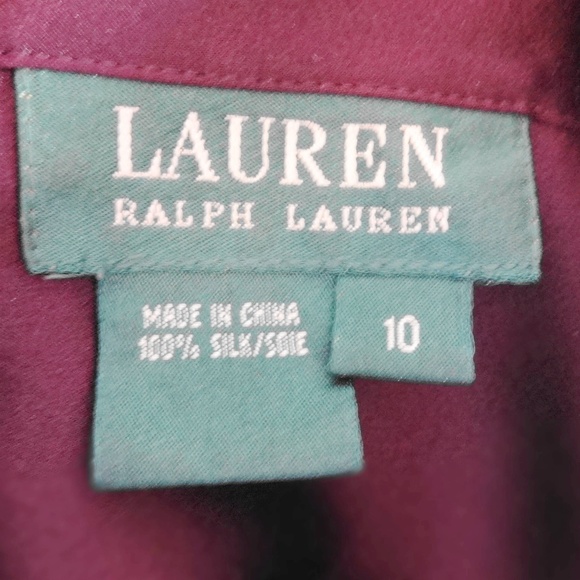 LAUREN
RALPH LAUREN
MADE IN CHINA
100% SILK/SOIE
10